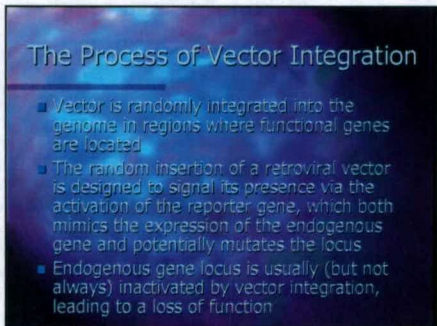 The Process of Vector Integration
Vector is randomly integrated into the
genome in regions where functional genes
are located
The random insertion of a retroviral vector
is designed to signal its presence via the
activation of the reporter gene, which both
mimics the expression of the endogenous
gene and potentially mutates the locus
Endogenous gene locus is usually (but not
always) inactivated by vector integration,
leading to a loss of function